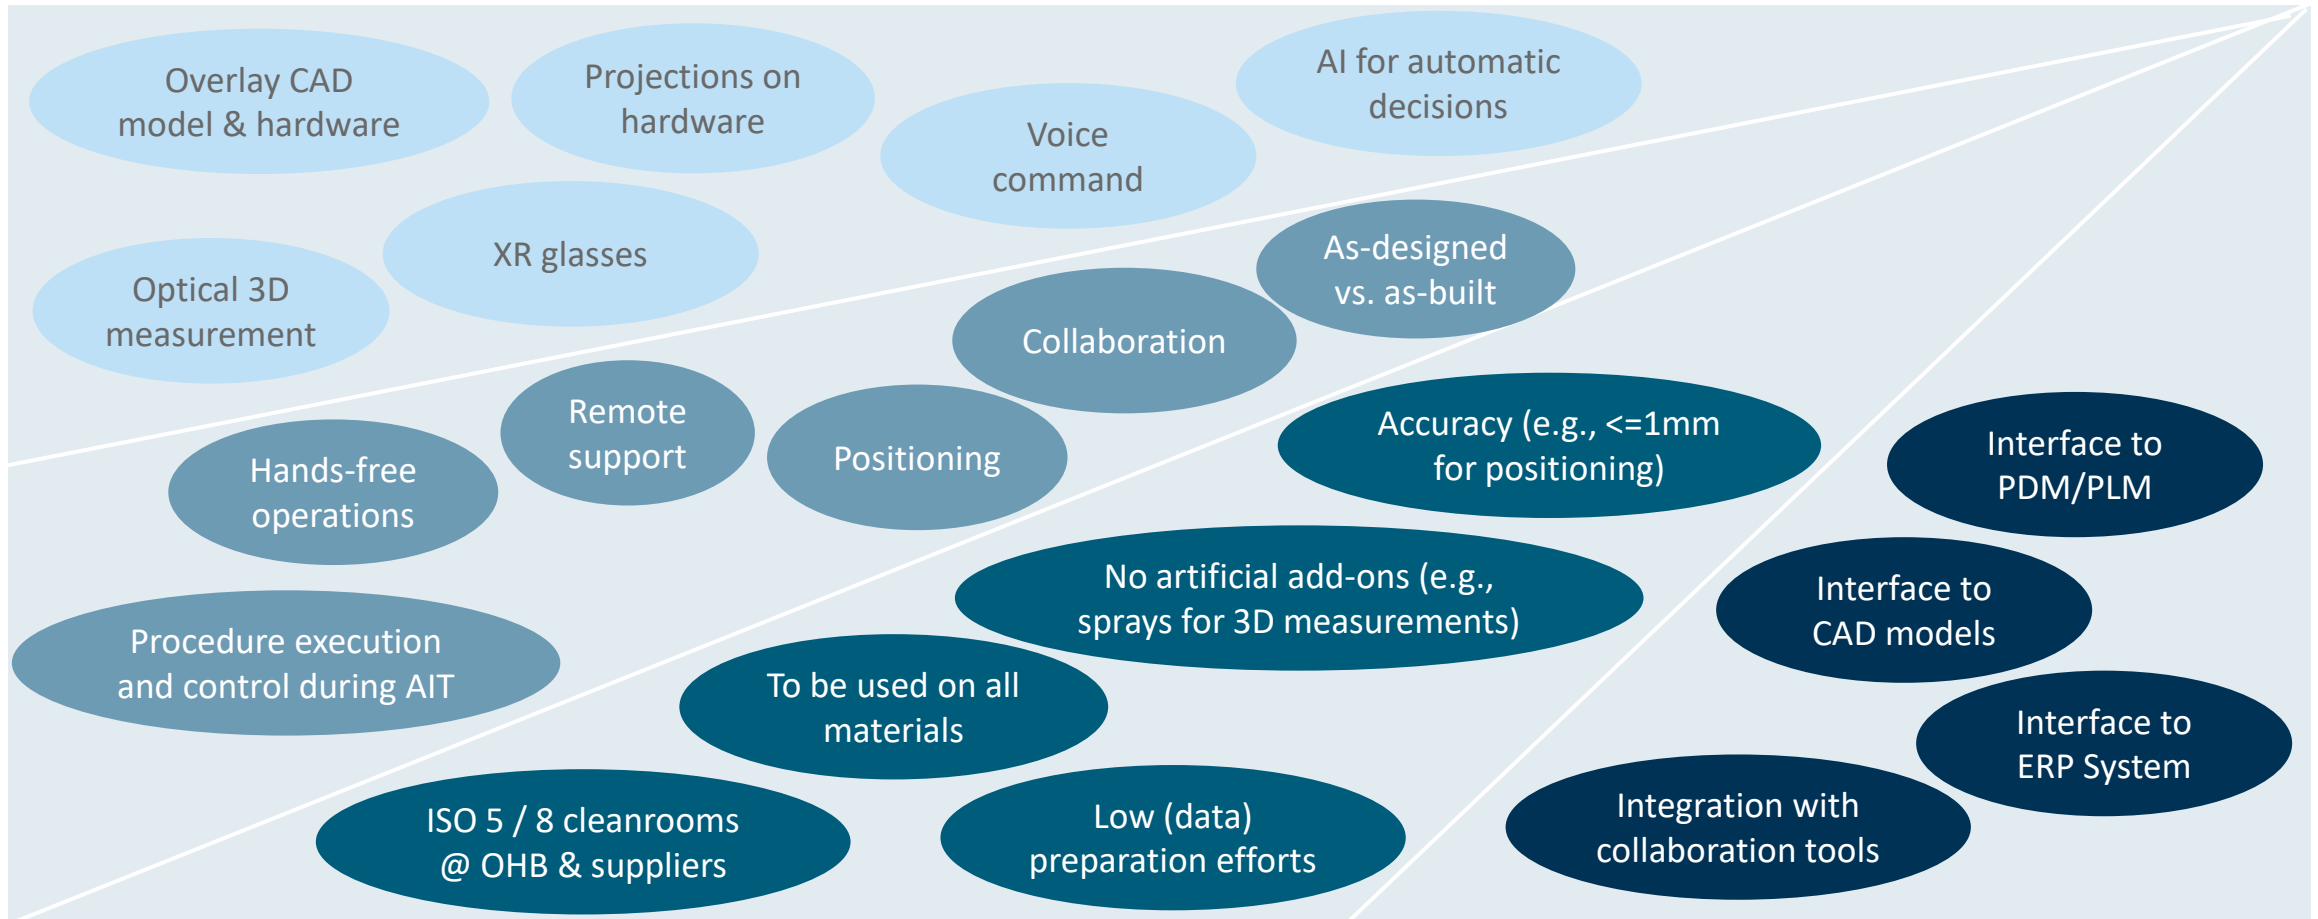 Overlay CAD
model & hardware
Projections on
hardware
Voice
command
AI for automatic
decisions
Optical 3D
measurement
XR glasses
As-designed
vs. as-built
Collaboration
Remote
support
Positioning
Hands-free
operations
Procedure execution
and control during AIT
Accuracy (e.g., <=1mm
for positioning)
No artificial add-ons (e.g.,
sprays for 3D measurements)
To be used on all
materials
ISO 5 / 8 cleanrooms
@ OHB & suppliers
Low (data)
preparation efforts
Interface to
PDM/PLM
Interface to
CAD models
Interface to
ERP System
Integration with
collaboration tools